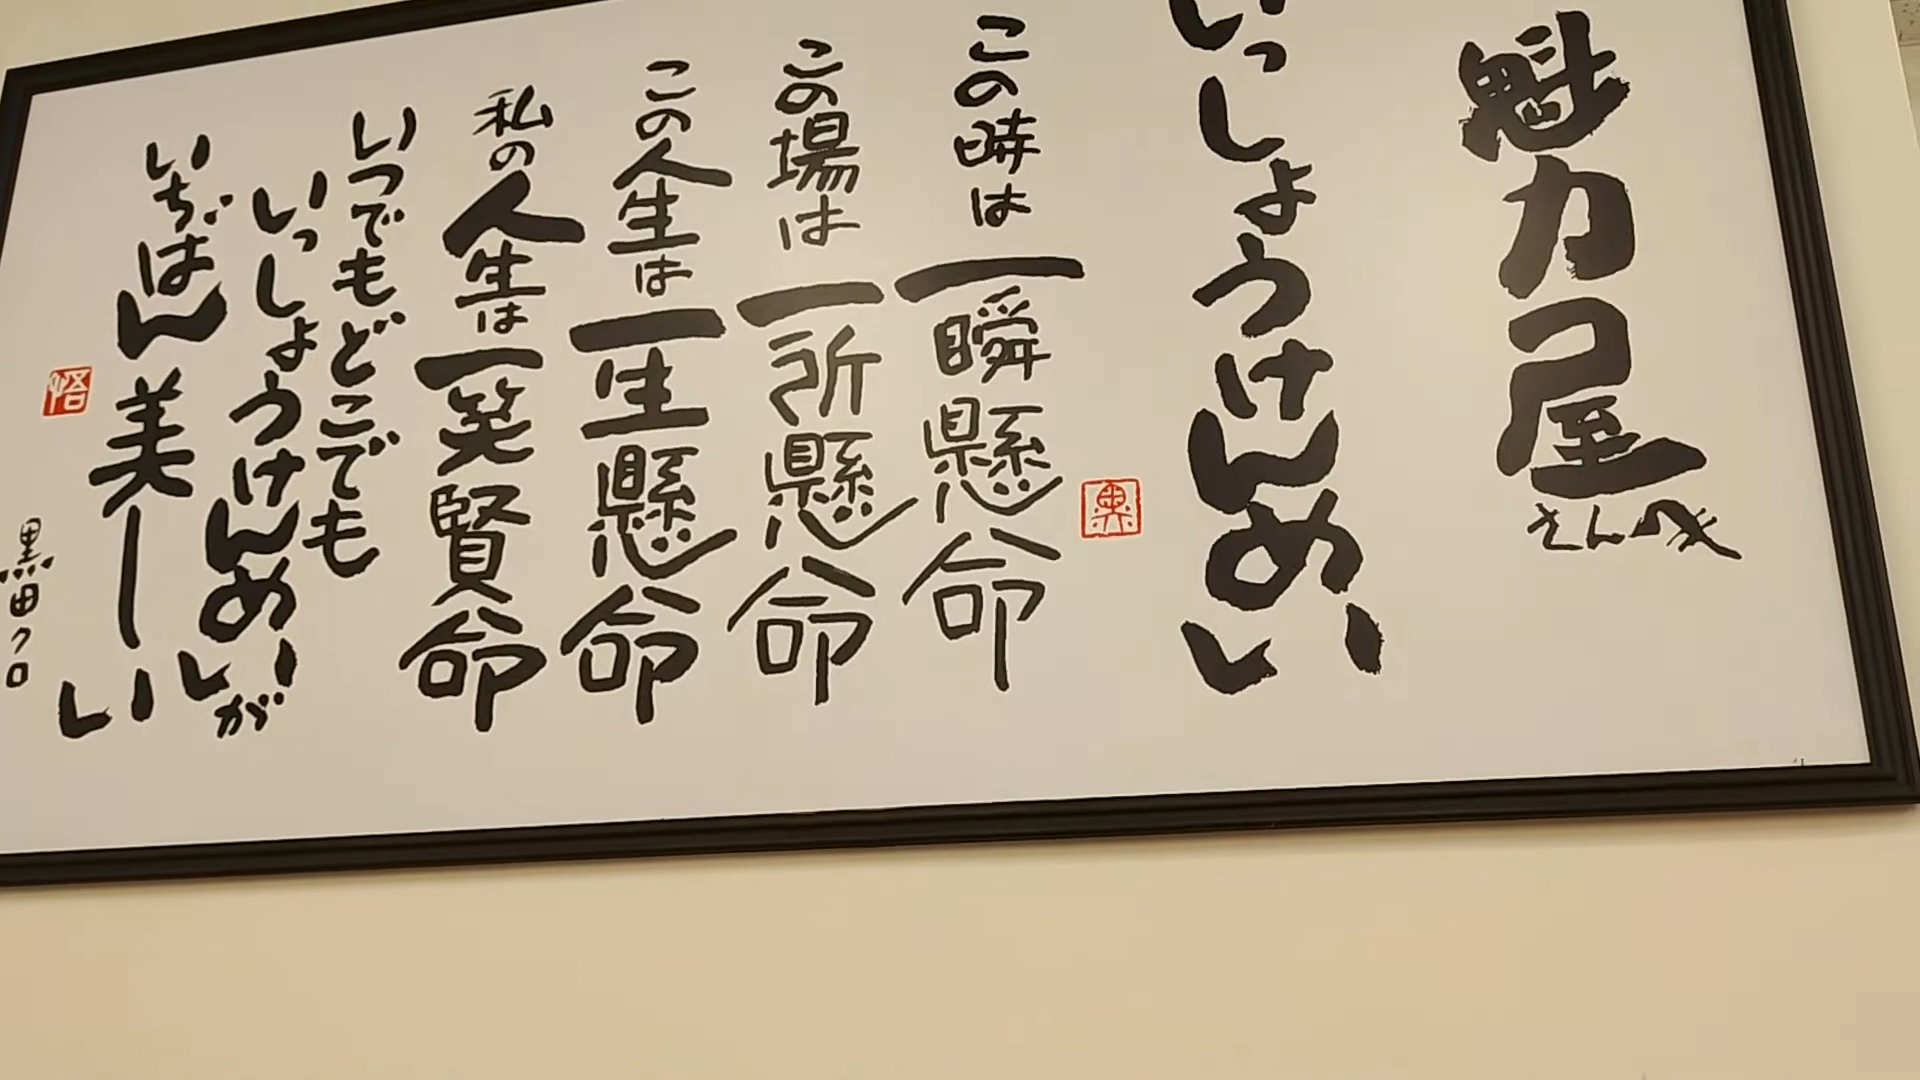 魁力屋
さんへ
いっしょうけんめい
この時は一瞬懸命
この場は一所懸命
この人生は一生懸命
私の人生は一笑賢命
いつでもどこでも
いっしょうけんめいが
いちばん美しい
黒田クロ